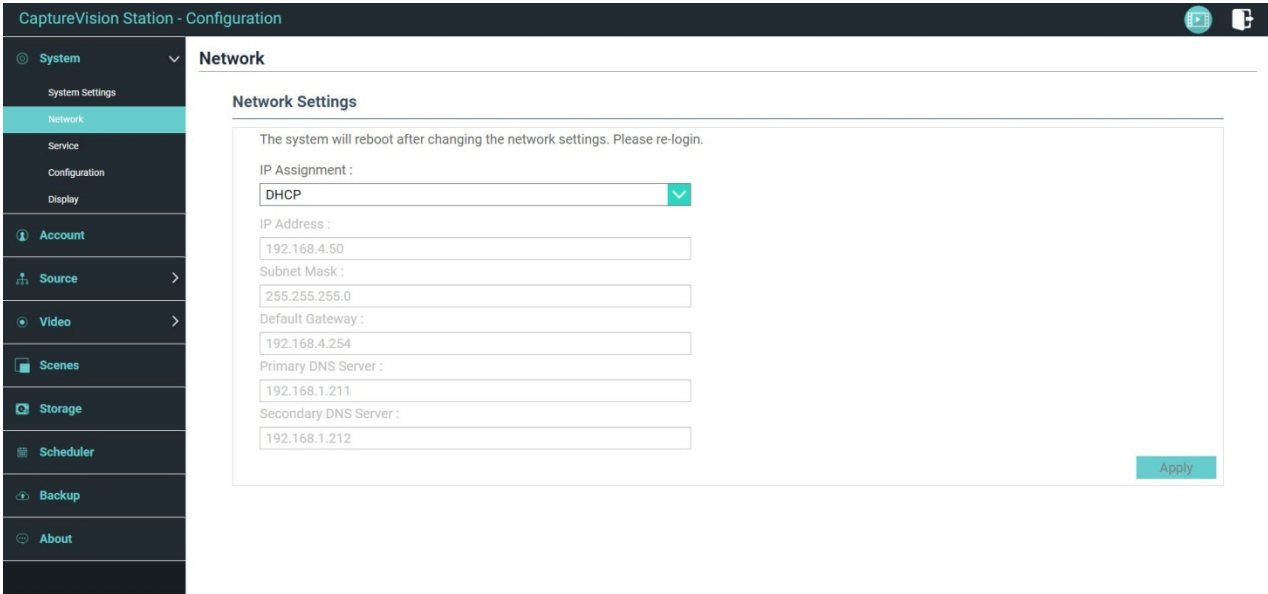 CaptureVision Station - Configuration
System
System Settings
Network
Service
Configuration
Display
Account
Source
Video
Scenes
Storage
Scheduler
Backup
About
Network
Network Settings
The system will reboot after changing the network settings. Please re-login.
IP Assignment :
DHCP
IP Address :
192.168.4.50
Subnet Mask :
255.255.255.0
Default Gateway :
192.168.4.254
Primary DNS Server :
192.168.1.211
Secondary DNS Server :
192.168.1.212
Apply